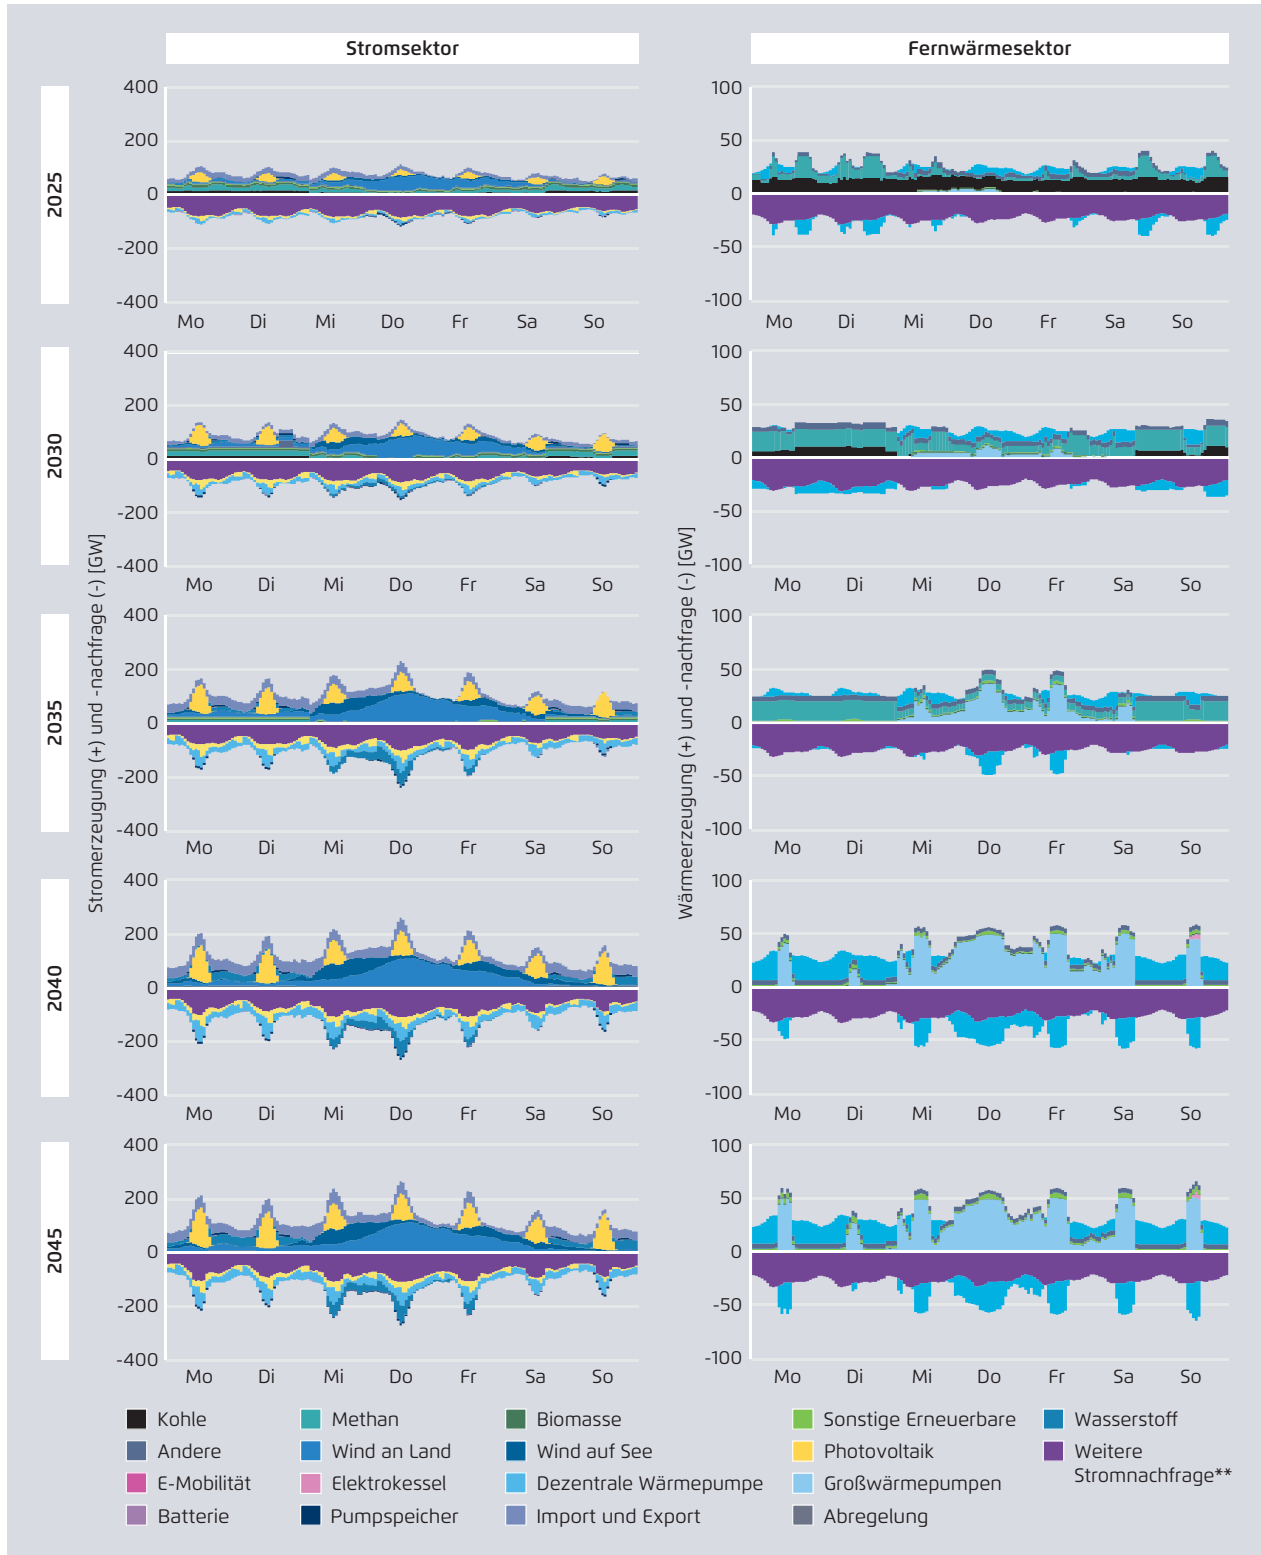 Stromsektor
Fernwärmesektor
Stromerzeugung (+) und -nachfrage (-) [GW]
Wärmeerzeugung (+) und -nachfrage (-) [GW]
2025
400
200
0
-200
-400
Mo Di Mi Do Fr Sa So
100
50
0
-50
-100
Mo Di Mi Do Fr Sa So
2030
400
200
0
-200
-400
Mo Di Mi Do Fr Sa So
100
50
0
-50
-100
Mo Di Mi Do Fr Sa So
2035
400
200
0
-200
-400
Mo Di Mi Do Fr Sa So
100
50
0
-50
-100
Mo Di Mi Do Fr Sa So
2040
400
200
0
-200
-400
Mo Di Mi Do Fr Sa So
100
50
0
-50
-100
Mo Di Mi Do Fr Sa So
2045
400
200
0
-200
-400
Mo Di Mi Do Fr Sa So
100
50
0
-50
-100
Mo Di Mi Do Fr Sa So
Kohle
Andere
E-Mobilität
Batterie
Methan
Wind an Land
Elektrokessel
Pumpspeicher
Biomasse
Wind auf See
Dezentrale Wärmepumpe
Import und Export
Sonstige Erneuerbare
Photovoltaik
Großwärmepumpen
Abregelung
Wasserstoff
Weitere
Stromnachfrage**